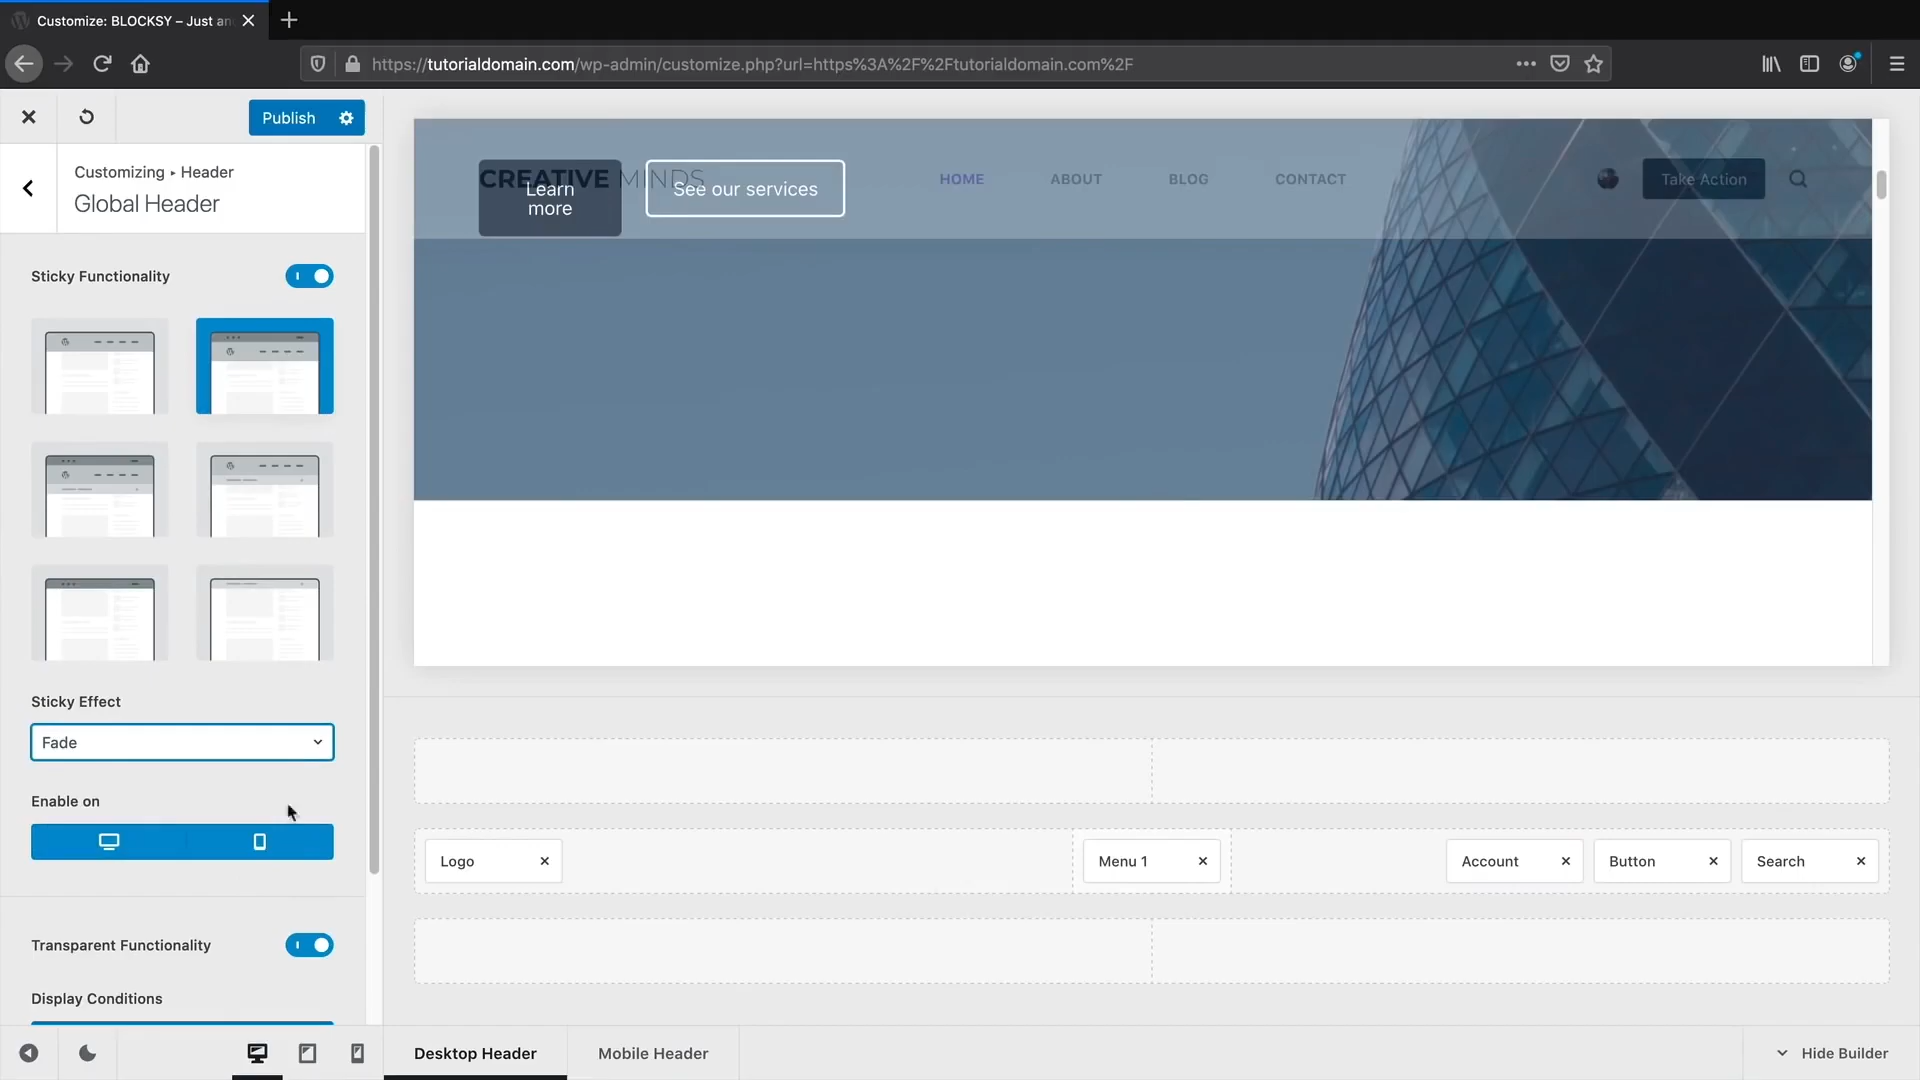 Customize: BLOCKSY – Just an
https://tutorialdomain.com/wp-admin/customize.php?url=https%3A%2F%2Ftutorialdomain.com%2F
Publish
Customizing ▸ Header
Global Header
Sticky Functionality
Sticky Effect
Fade
Enable on
Transparent Functionality
Display Conditions
CREATIVE MINDS
Learn
more
See our services
HOME
ABOUT
BLOG
CONTACT
Take Action
Logo
Menu 1
Account
Button
Search
Desktop Header
Mobile Header
Hide Builder